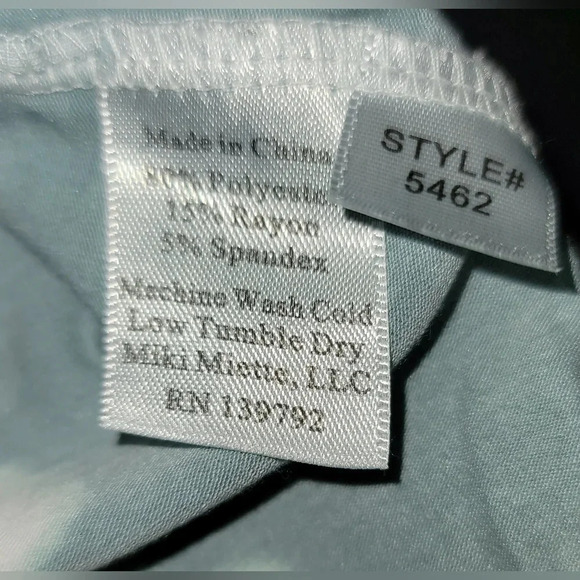 Made in China
80% Polyester
15% Rayon
5% Spandex
Machine Wash Cold
Low Tumble Dry
Miki Miette, LLC
RN 139792
STYLE#
5462